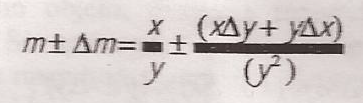 m± Δm= x/y ± (xΔy+ yΔx)/(y²)